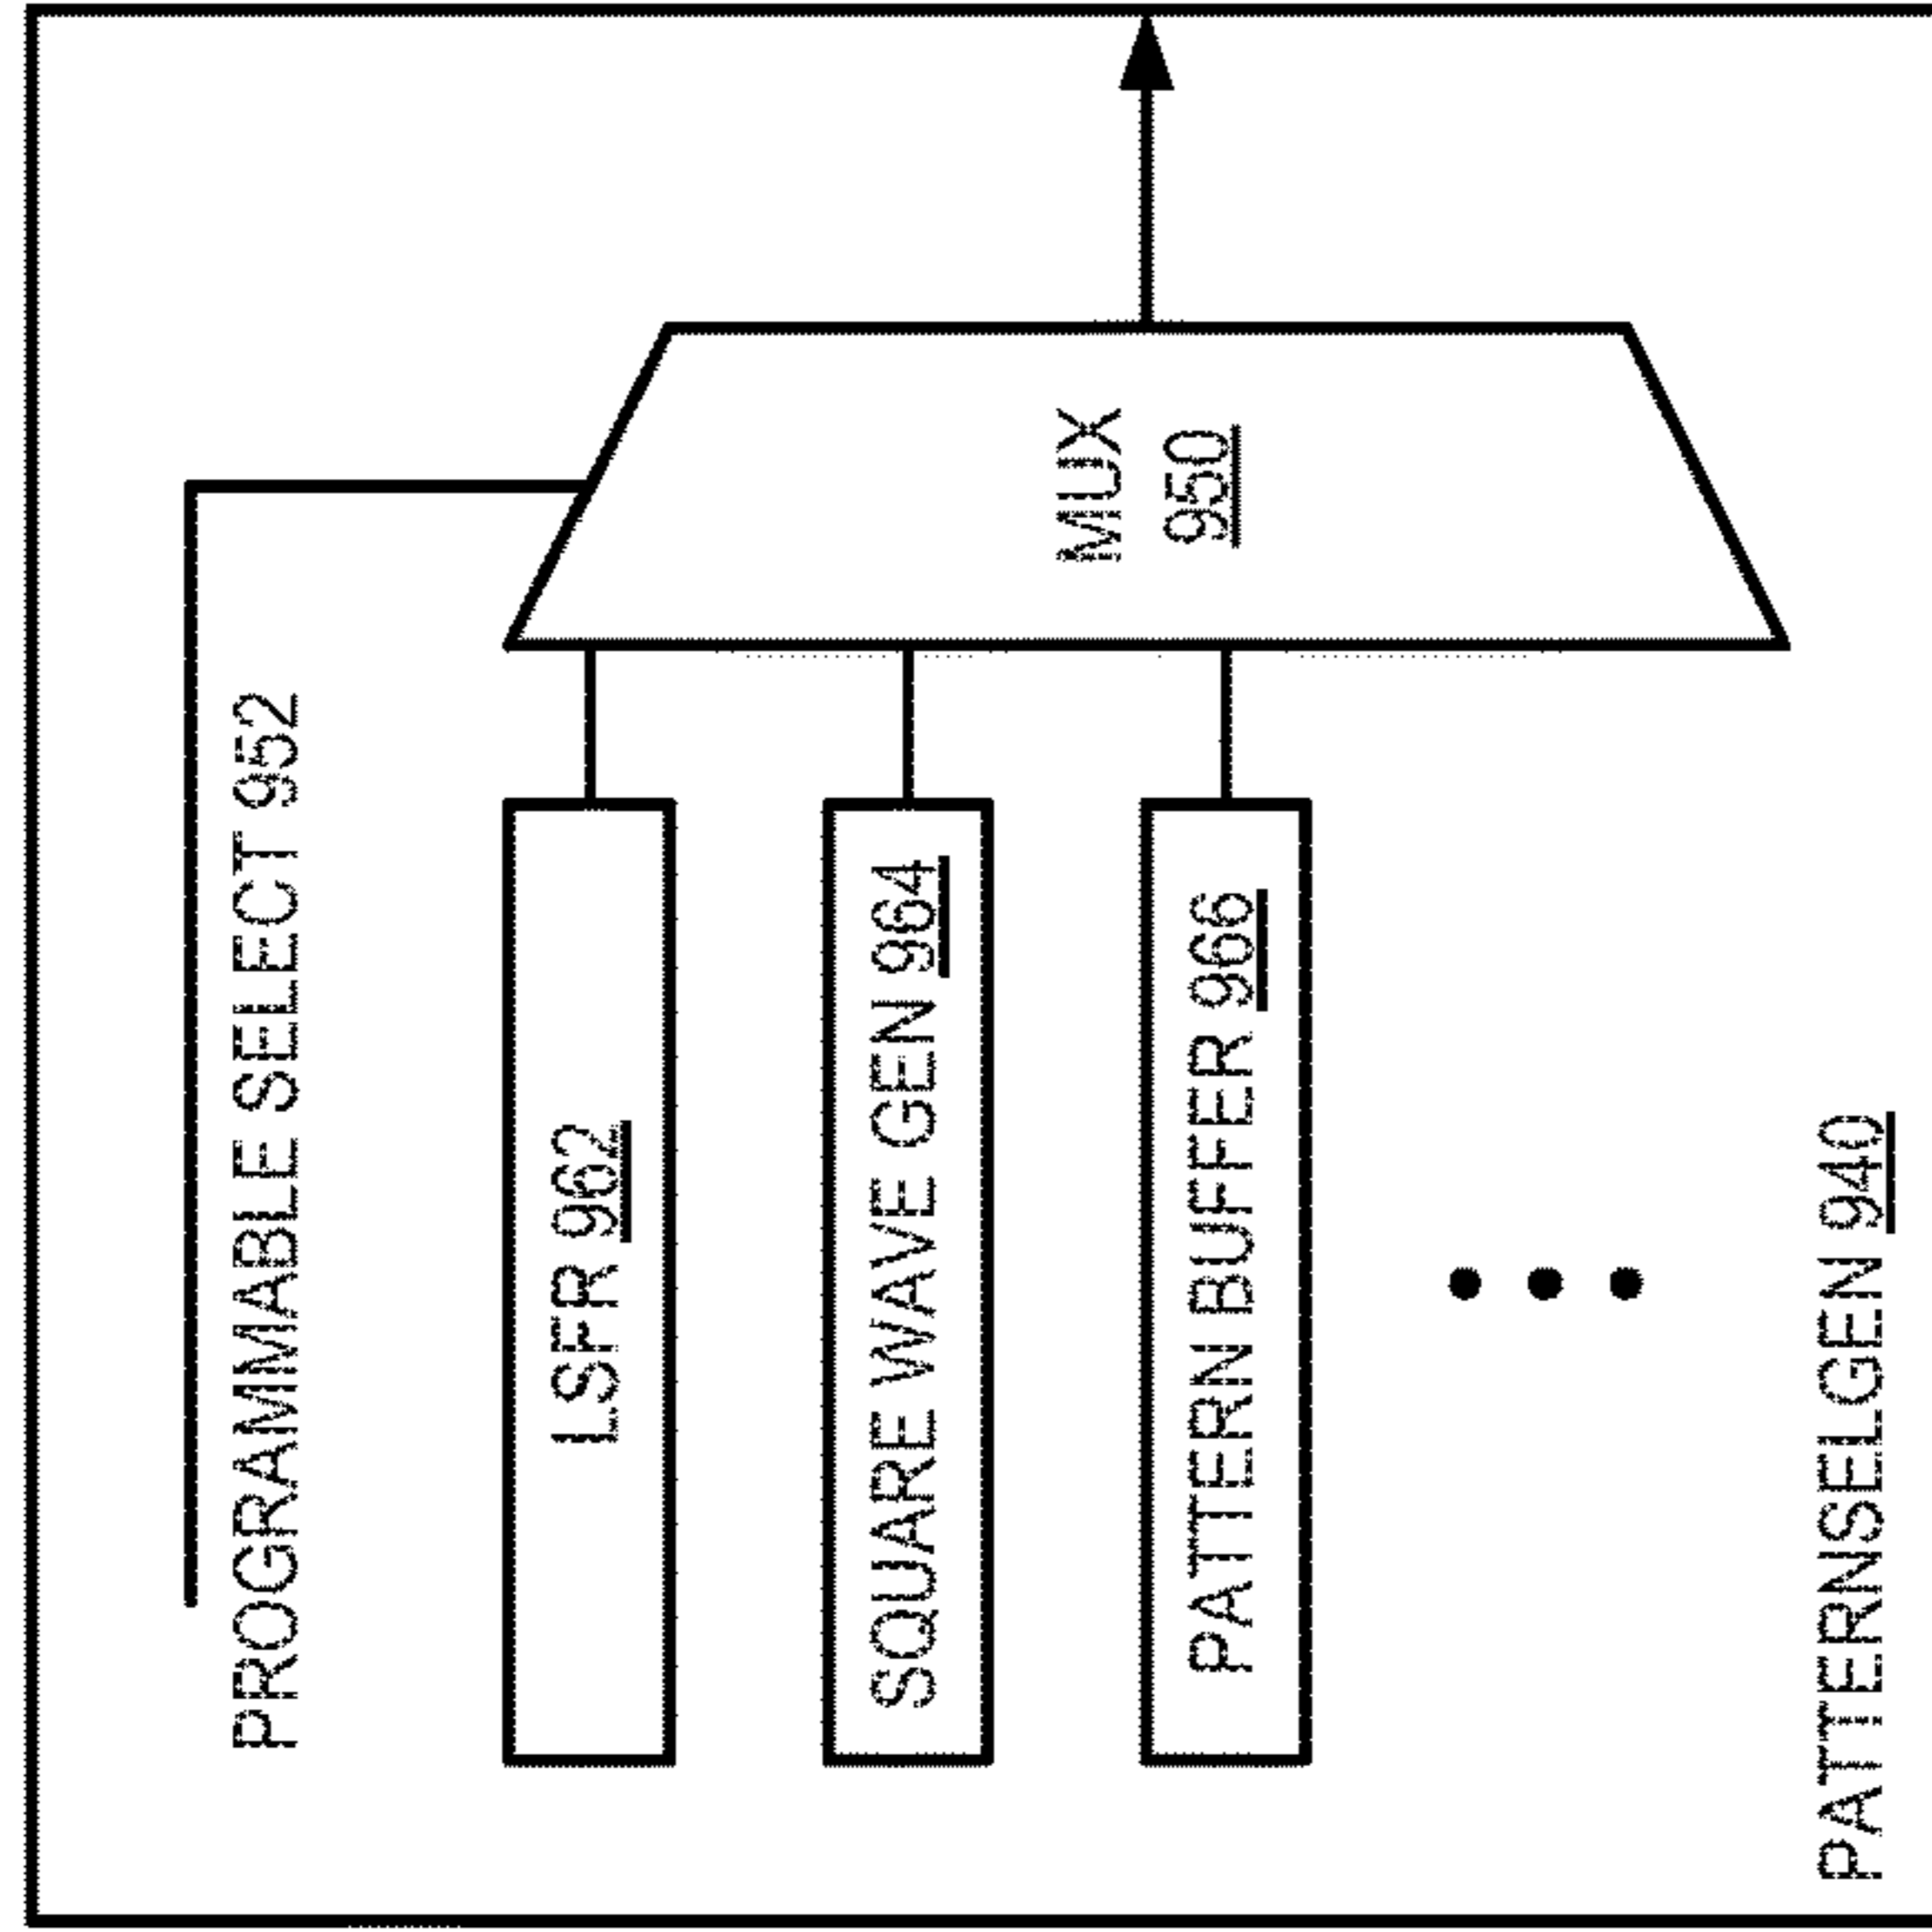 PROGRAMMABLE SELECT 952
LSFR 962
SQUARE WAVE GEN 964
PATTERN BUFFER 966
MUX
950
PATTERNSELGEN 940